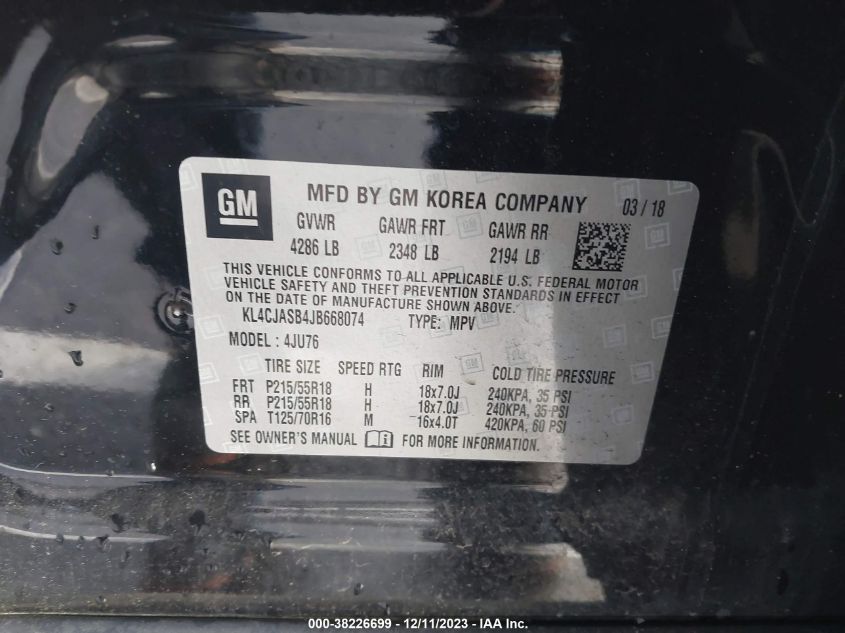 GM
MFD BY GM KOREA COMPANY 03 / 18
GVWR GAWR FRT GAWR RR
4286 LB 2348 LB 2194 LB
THIS VEHICLE CONFORMS TO ALL APPLICABLE U.S. FEDERAL MOTOR
VEHICLE SAFETY AND THEFT PREVENTION STANDARDS IN EFFECT
ON THE DATE OF MANUFACTURE SHOWN ABOVE.
KL4CJASB4JB668074 TYPE: MPV
MODEL : 4JU76
TIRE SIZE SPEED RTG RIM COLD TIRE PRESSURE
FRT P215/55R18 H 18x7.0J 240KPA, 35 PSI
RR P215/55R18 H 18x7.0J 240KPA, 35 PSI
SPA T125/70R16 M 16x4.0T 420KPA, 60 PSI
SEE OWNER'S MANUAL FOR MORE INFORMATION.
000-38226699 - 12/11/2023 - © IAA Inc.